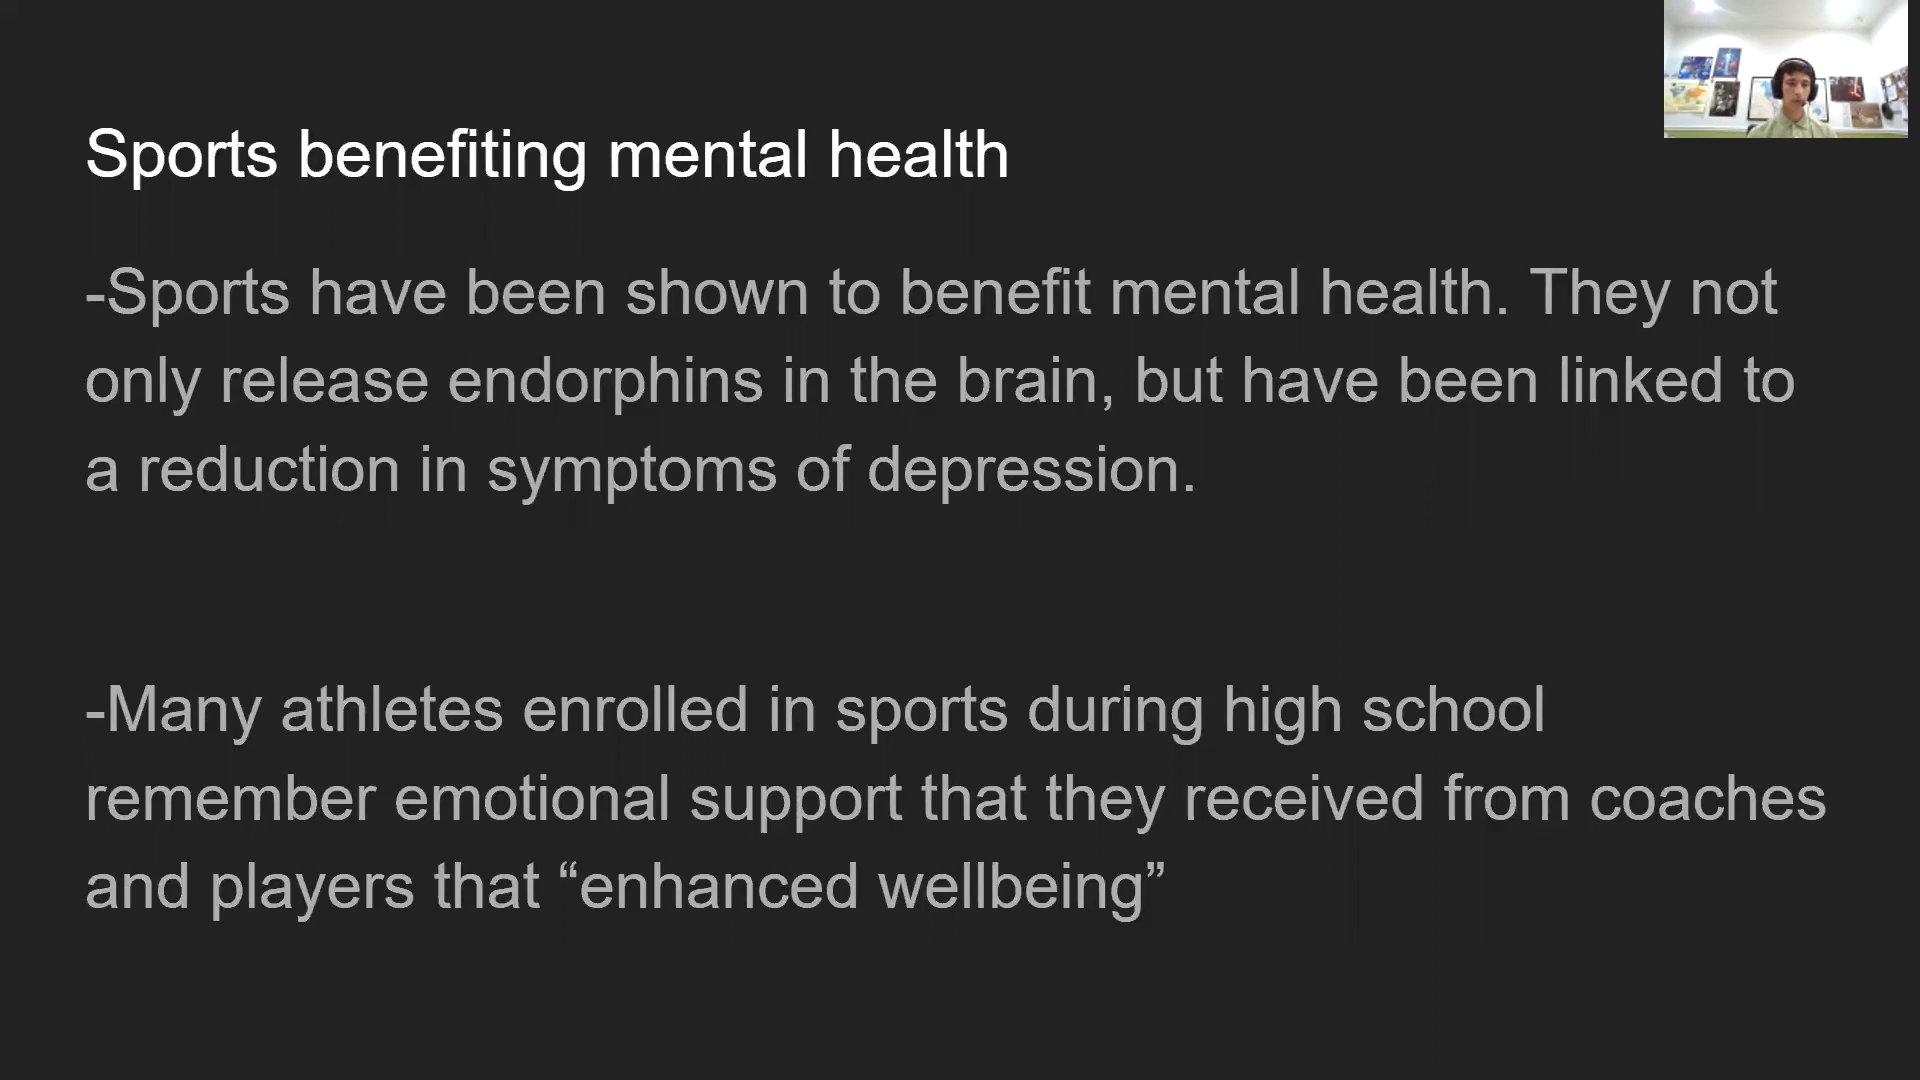 Sports benefiting mental health
-Sports have been shown to benefit mental health. They not
only release endorphins in the brain, but have been linked to
a reduction in symptoms of depression.
-Many athletes enrolled in sports during high school
remember emotional support that they received from coaches
and players that “enhanced wellbeing”